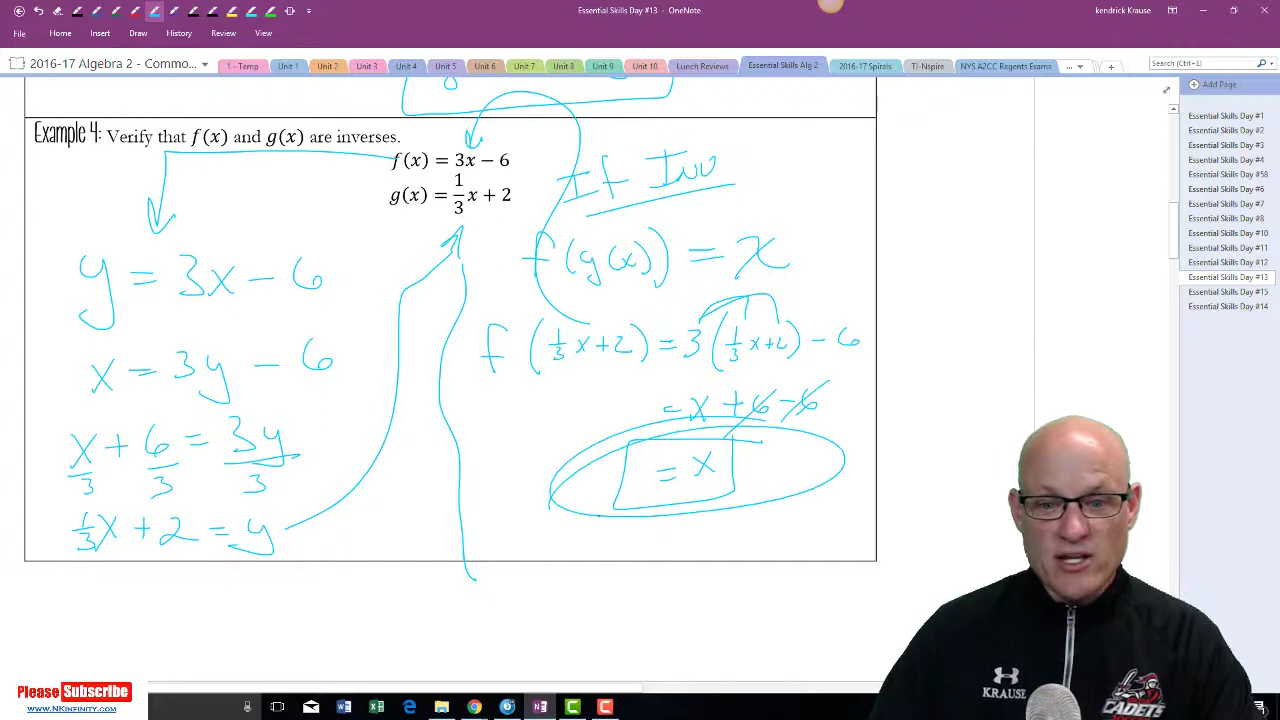 Essential Skills Day #13 - OneNote
kendrick Krause
File Home Insert Draw History Review View
2016-17 Algebra 2 - Commo...
1 - Temp Unit 1 Unit 2 Unit 3 Unit 4 Unit 5 Unit 6 Unit 7 Unit 8 Unit 9 Unit 10 Lunch Reviews Essential Skills Alg 2 2016-17 Spirals TI-Nspire NYS A2CC Regents Exams ...
Search (Ctrl+E)
Add Page
Essential Skills Day #1
Essential Skills Day #2
Essential Skills Day #3
Essential Skills Day #4
Essential Skills Day #58
Essential Skills Day #6
Essential Skills Day #7
Essential Skills Day #8
Essential Skills Day #10
Essential Skills Day #11
Essential Skills Day #12
Essential Skills Day #13
Essential Skills Day #15
Essential Skills Day #14
Example 4: Verify that f(x) and g(x) are inverses.
f(x) = 3x − 6
g(x) = 1/3 x + 2
y = 3x − 6
x = 3y − 6
x/3 + 6/3 = 3y/3
1/3 x + 2 = y
If Inv
f(g(x)) = x
f(1/3 x + 2) = 3(1/3 x + 2) − 6
= x + 6 − 6
= x
KRAUSE
CADETS
Please Subscribe
www.NKinfinity.com